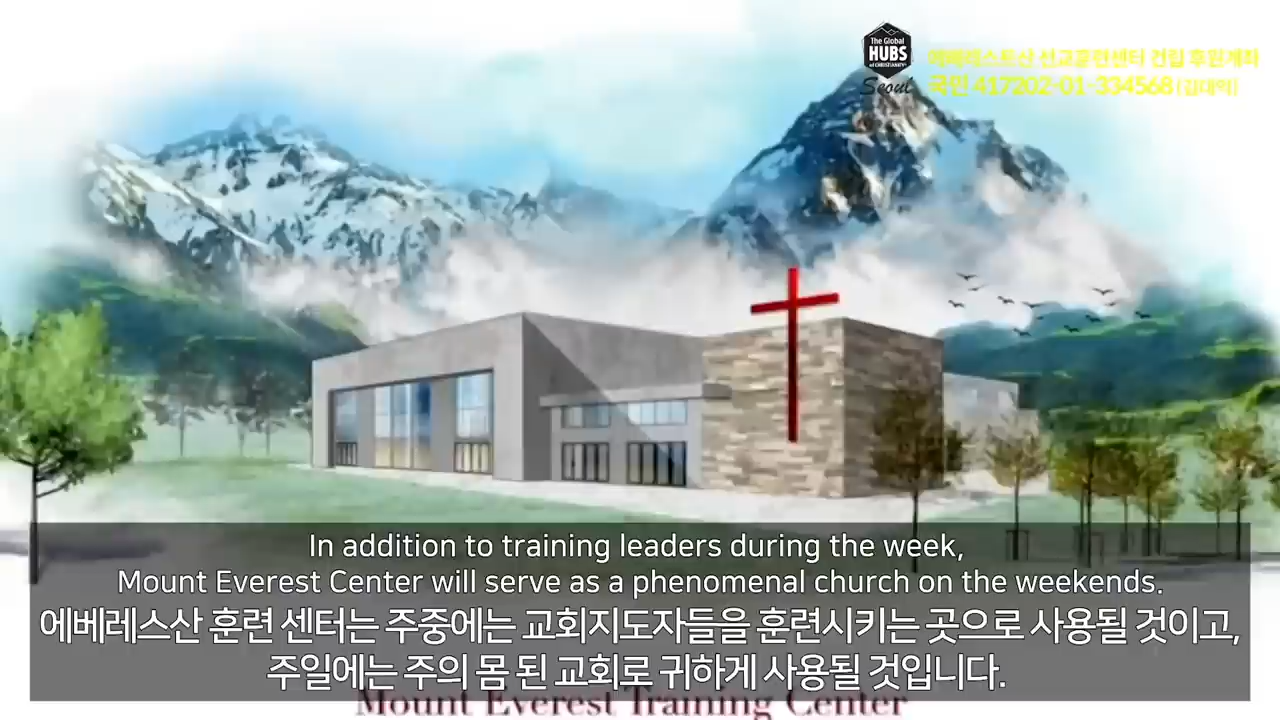 The Global
HUBS
of CHRISTIANITY
Seoul
에베레스트산 선교훈련센터 건립 후원계좌
국민 417202-01-334568 (김대억)
In addition to training leaders during the week,
Mount Everest Center will serve as a phenomenal church on the weekends.
에베레스산 훈련 센터는 주중에는 교회지도자들을 훈련시키는 곳으로 사용될 것이고,
주일에는 주의 몸 된 교회로 귀하게 사용될 것입니다.
Mount Everest Training Center